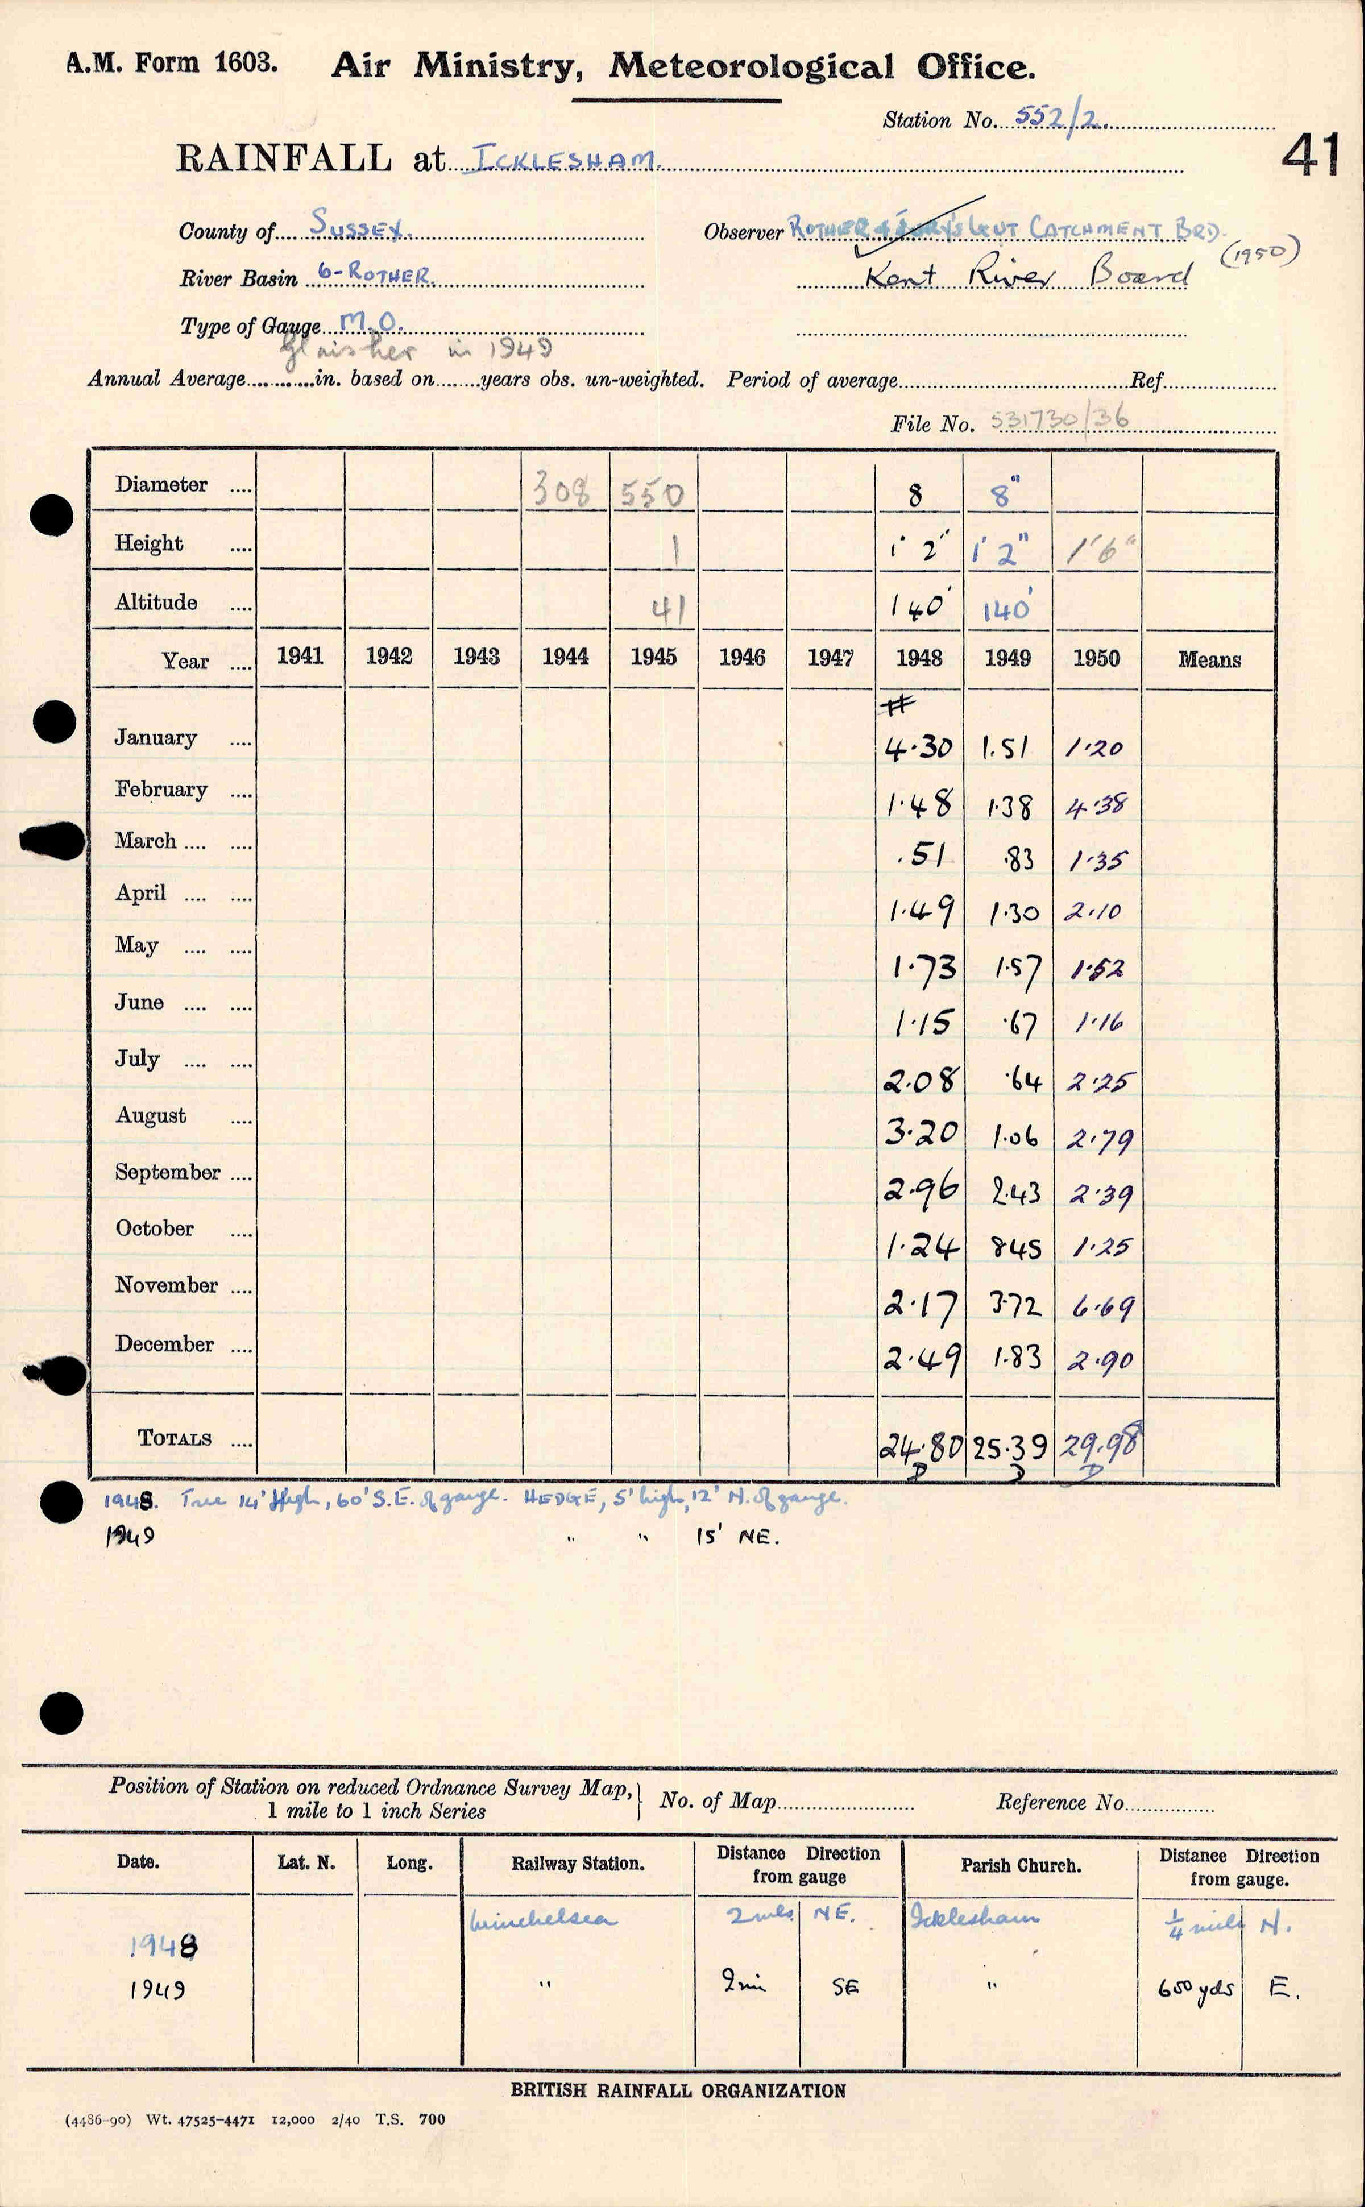 A.M. Form 1603. Air Ministry, Meteorological Office.
Station No. 552/2.
41
RAINFALL at ICKLESHAM.
County of SUSSEX. Observer ROTHER & JURY'S GUT CATCHMENT BRD.
River Basin 6-ROTHER. Kent River Board (1950)
Type of Gauge M.O.
Glaisher in 1949
Annual Average in. based on years obs. un-weighted. Period of average Ref.
File No. 531730/36
Diameter 308 550 8 8"
Height 1 1' 2" 1' 2" 1'6"
Altitude 41 140' 140'
Year 1941 1942 1943 1944 1945 1946 1947 1948 1949 1950 Means
January 4.30 1.51 1.20
February 1.48 1.38 4.38
March .51 .83 1.35
April 1.49 1.30 2.10
May 1.73 1.57 1.52
June 1.15 .67 1.16
July 2.08 .64 2.25
August 3.20 1.06 2.79
September 2.96 2.43 2.39
October 1.24 8.45 1.25
November 2.17 3.72 6.69
December 2.49 1.83 2.90
TOTALS 24.80 25.39 29.98
D D D
1948. Tree 14' High, 60' S.E. of gauge. HEDGE, 5' high, 12' N. of gauge.
1949 " " 15' NE.
Position of Station on reduced Ordnance Survey Map, 1 mile to 1 inch Series } No. of Map Reference No.
Date. Lat. N. Long. Railway Station. Distance Direction from gauge Parish Church. Distance Direction from gauge.
1948 Winchelsea 2 mls. NE. Icklesham ¼ mile N.
1949 " 2 mi SE " 600 yds E.
BRITISH RAINFALL ORGANIZATION
(4486-90) Wt. 47525-4471 12,000 2/40 T.S. 700